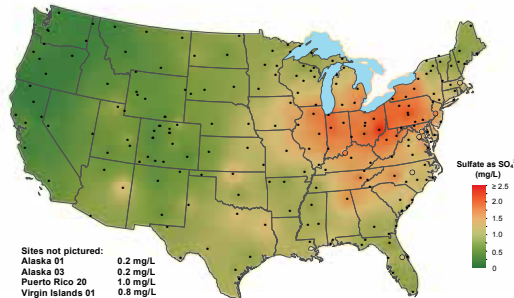 Sulfate as SO₄
(mg/L)
≥ 2.5
2.0
1.5
1.0
0.5
0
Sites not pictured:
Alaska 01 0.2 mg/L
Alaska 03 0.2 mg/L
Puerto Rico 20 1.0 mg/L
Virgin Islands 01 0.8 mg/L